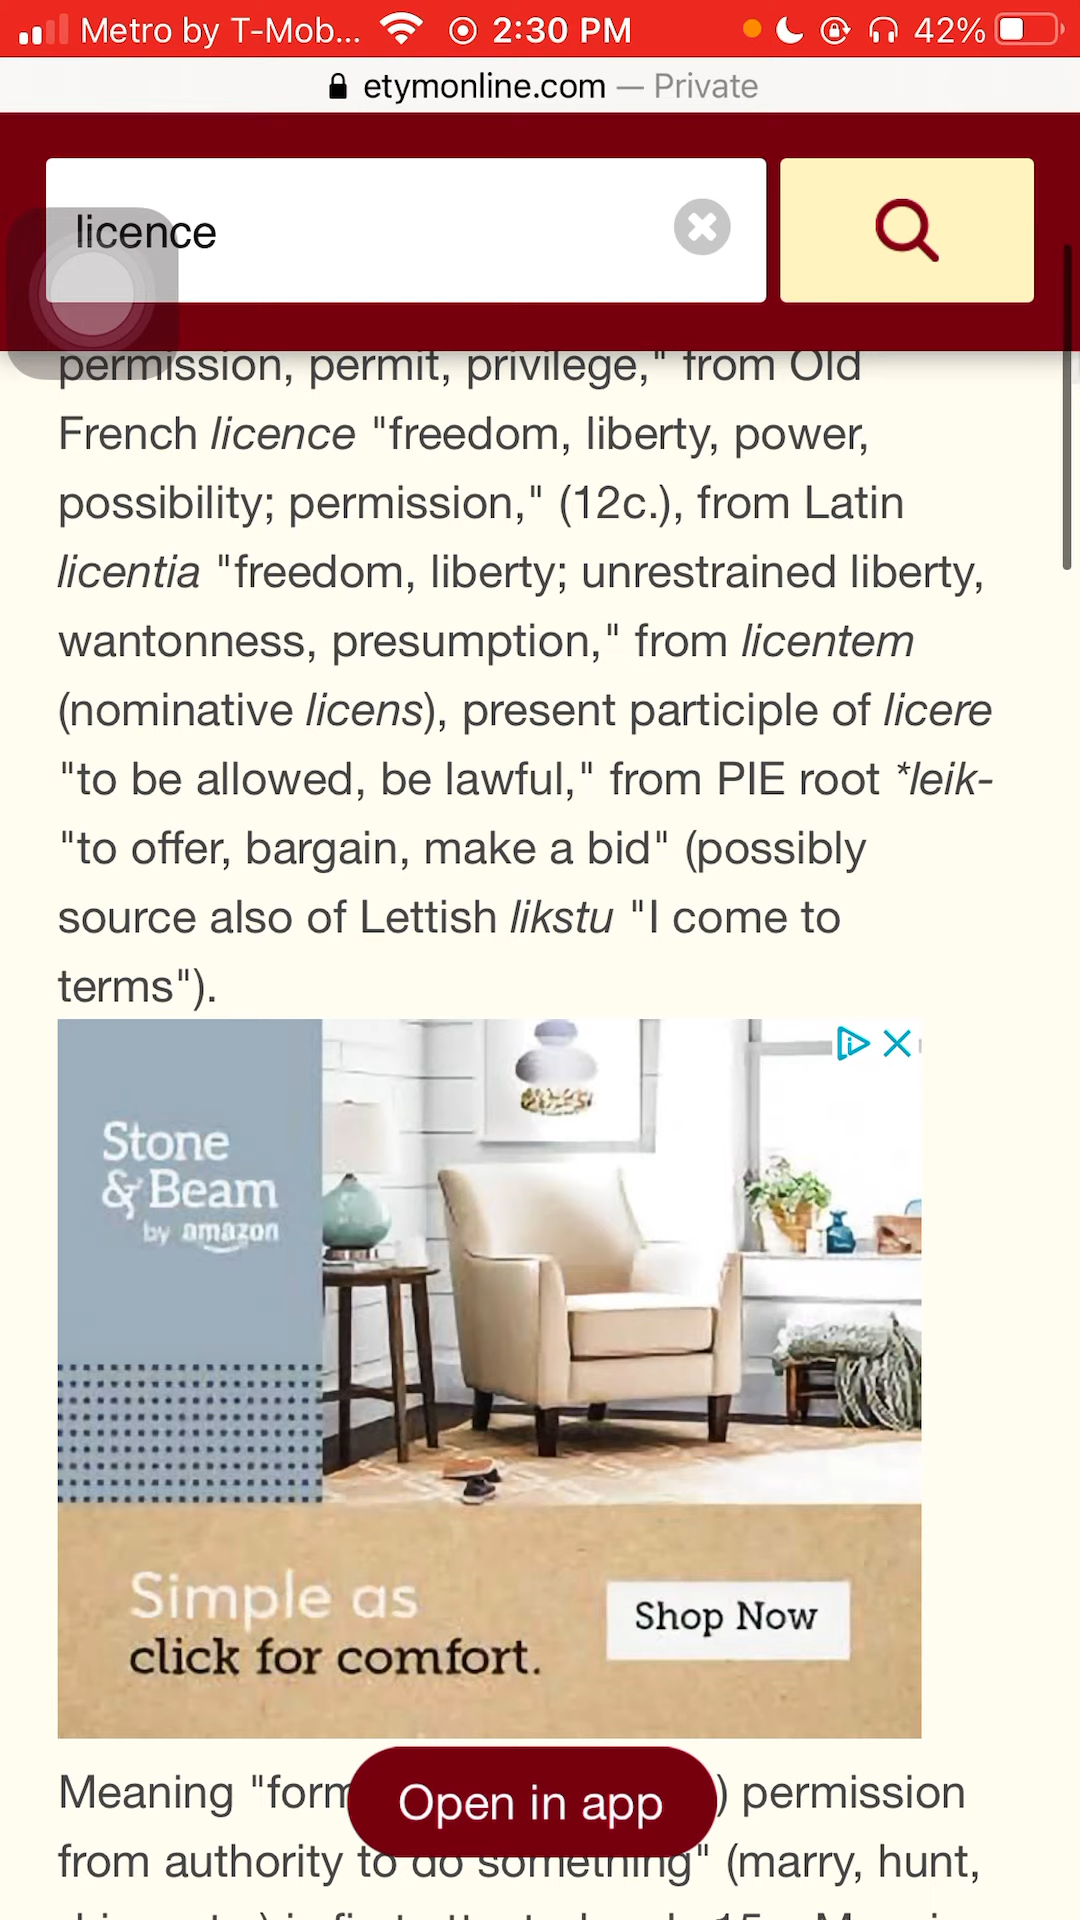 Metro by T-Mob... 2:30 PM 42%
etymonline.com — Private
licence
permission, permit, privilege," from Old
French licence "freedom, liberty, power,
possibility; permission," (12c.), from Latin
licentia "freedom, liberty; unrestrained liberty,
wantonness, presumption," from licentem
(nominative licens), present participle of licere
"to be allowed, be lawful," from PIE root *leik-
"to offer, bargain, make a bid" (possibly
source also of Lettish likstu "I come to
terms").
Stone
& Beam
by amazon
Simple as
click for comfort.
Shop Now
Meaning "form ) permission
Open in app
from authority to do something" (marry, hunt,